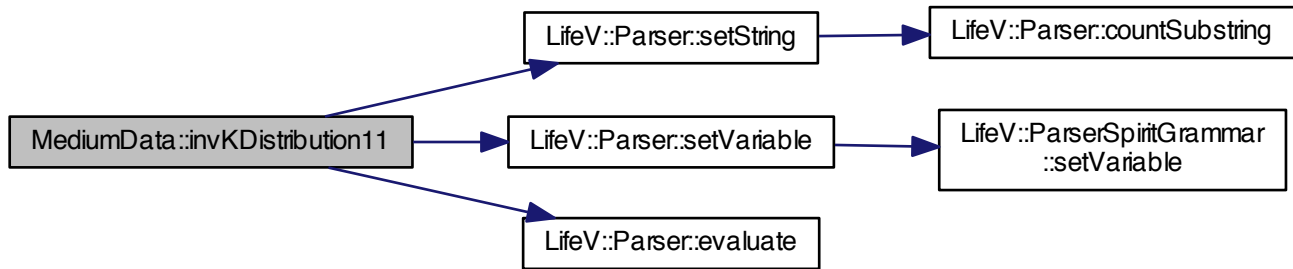 MediumData::invKDistribution11
LifeV::Parser::setString
LifeV::Parser::countSubstring
LifeV::Parser::setVariable
LifeV::ParserSpiritGrammar
::setVariable
LifeV::Parser::evaluate